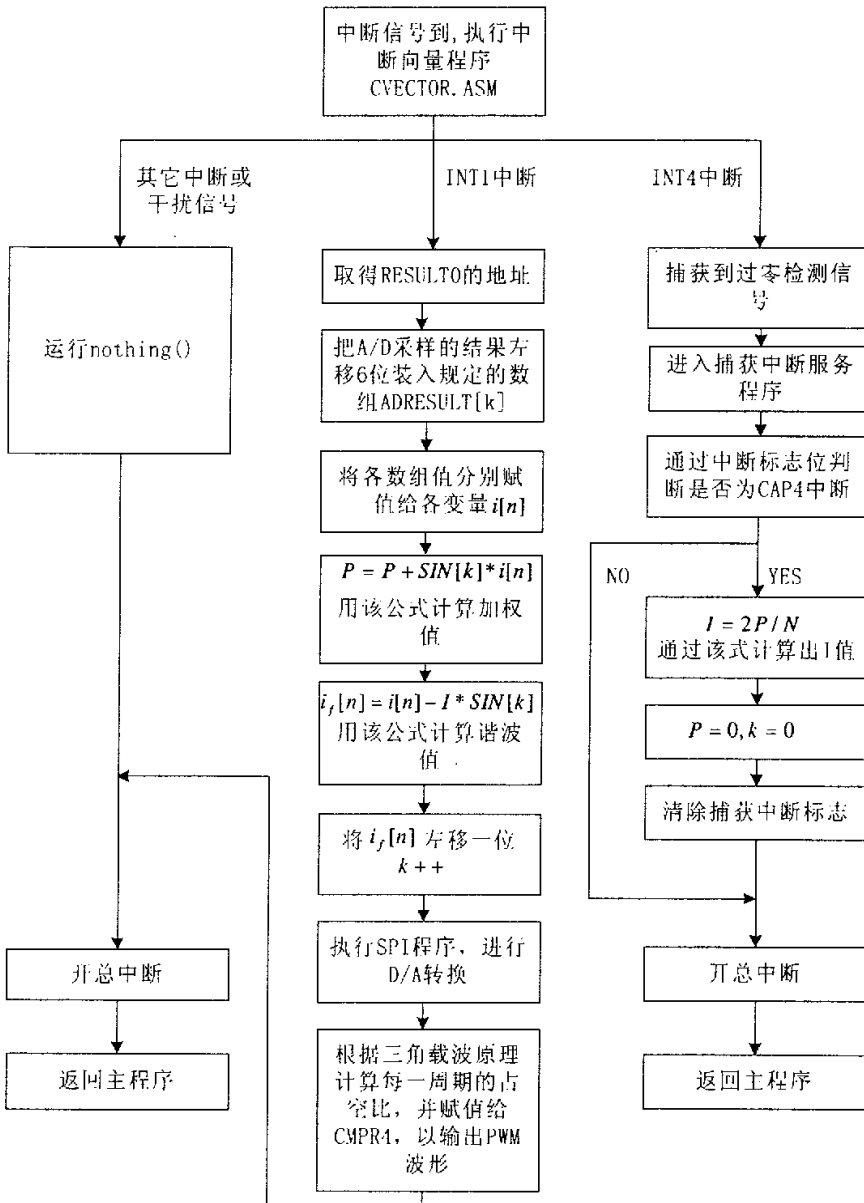 中断信号到,执行中
断向量程序
CVECTOR.ASM
其它中断或
干扰信号
INT1中断
INT4中断
运行nothing()
取得RESULT0的地址
把A/D采样的结果左
移6位装入规定的数
组ADRESULT[k]
将各数组值分别赋
值给各变量i[n]
P = P + SIN[k] * i[n]
用该公式计算加权
值
i_f[n] = i[n] - I * SIN[k]
用该公式计算谐波
值
将 i_f[n] 左移一位
k + +
执行SPI程序, 进行
D/A转换
根据三角载波原理
计算每一周期的占
空比, 并赋值给
CMPR4, 以输出PWM
波形
捕获到过零检测信
号
进入捕获中断服务
程序
通过中断标志位判
断是否为CAP4中断
NO
YES
I = 2P / N
通过该式计算出I值
P = 0, k = 0
清除捕获中断标志
开总中断
返回主程序
开总中断
返回主程序